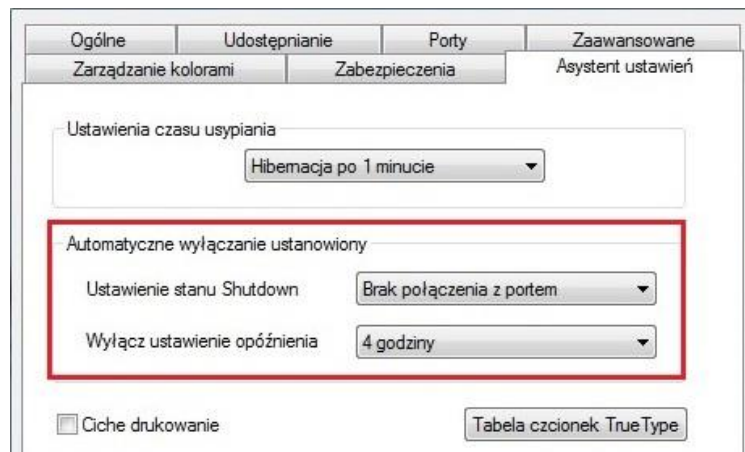 Ogólne Udostępnianie Porty Zaawansowane
Zarządzanie kolorami Zabezpieczenia Asystent ustawień
Ustawienia czasu usypiania
Hibernacja po 1 minucie
Automatyczne wyłączanie ustanowiony
Ustawienie stanu Shutdown Brak połączenia z portem
Wyłącz ustawienie opóźnienia 4 godziny
Ciche drukowanie Tabela czcionek TrueType